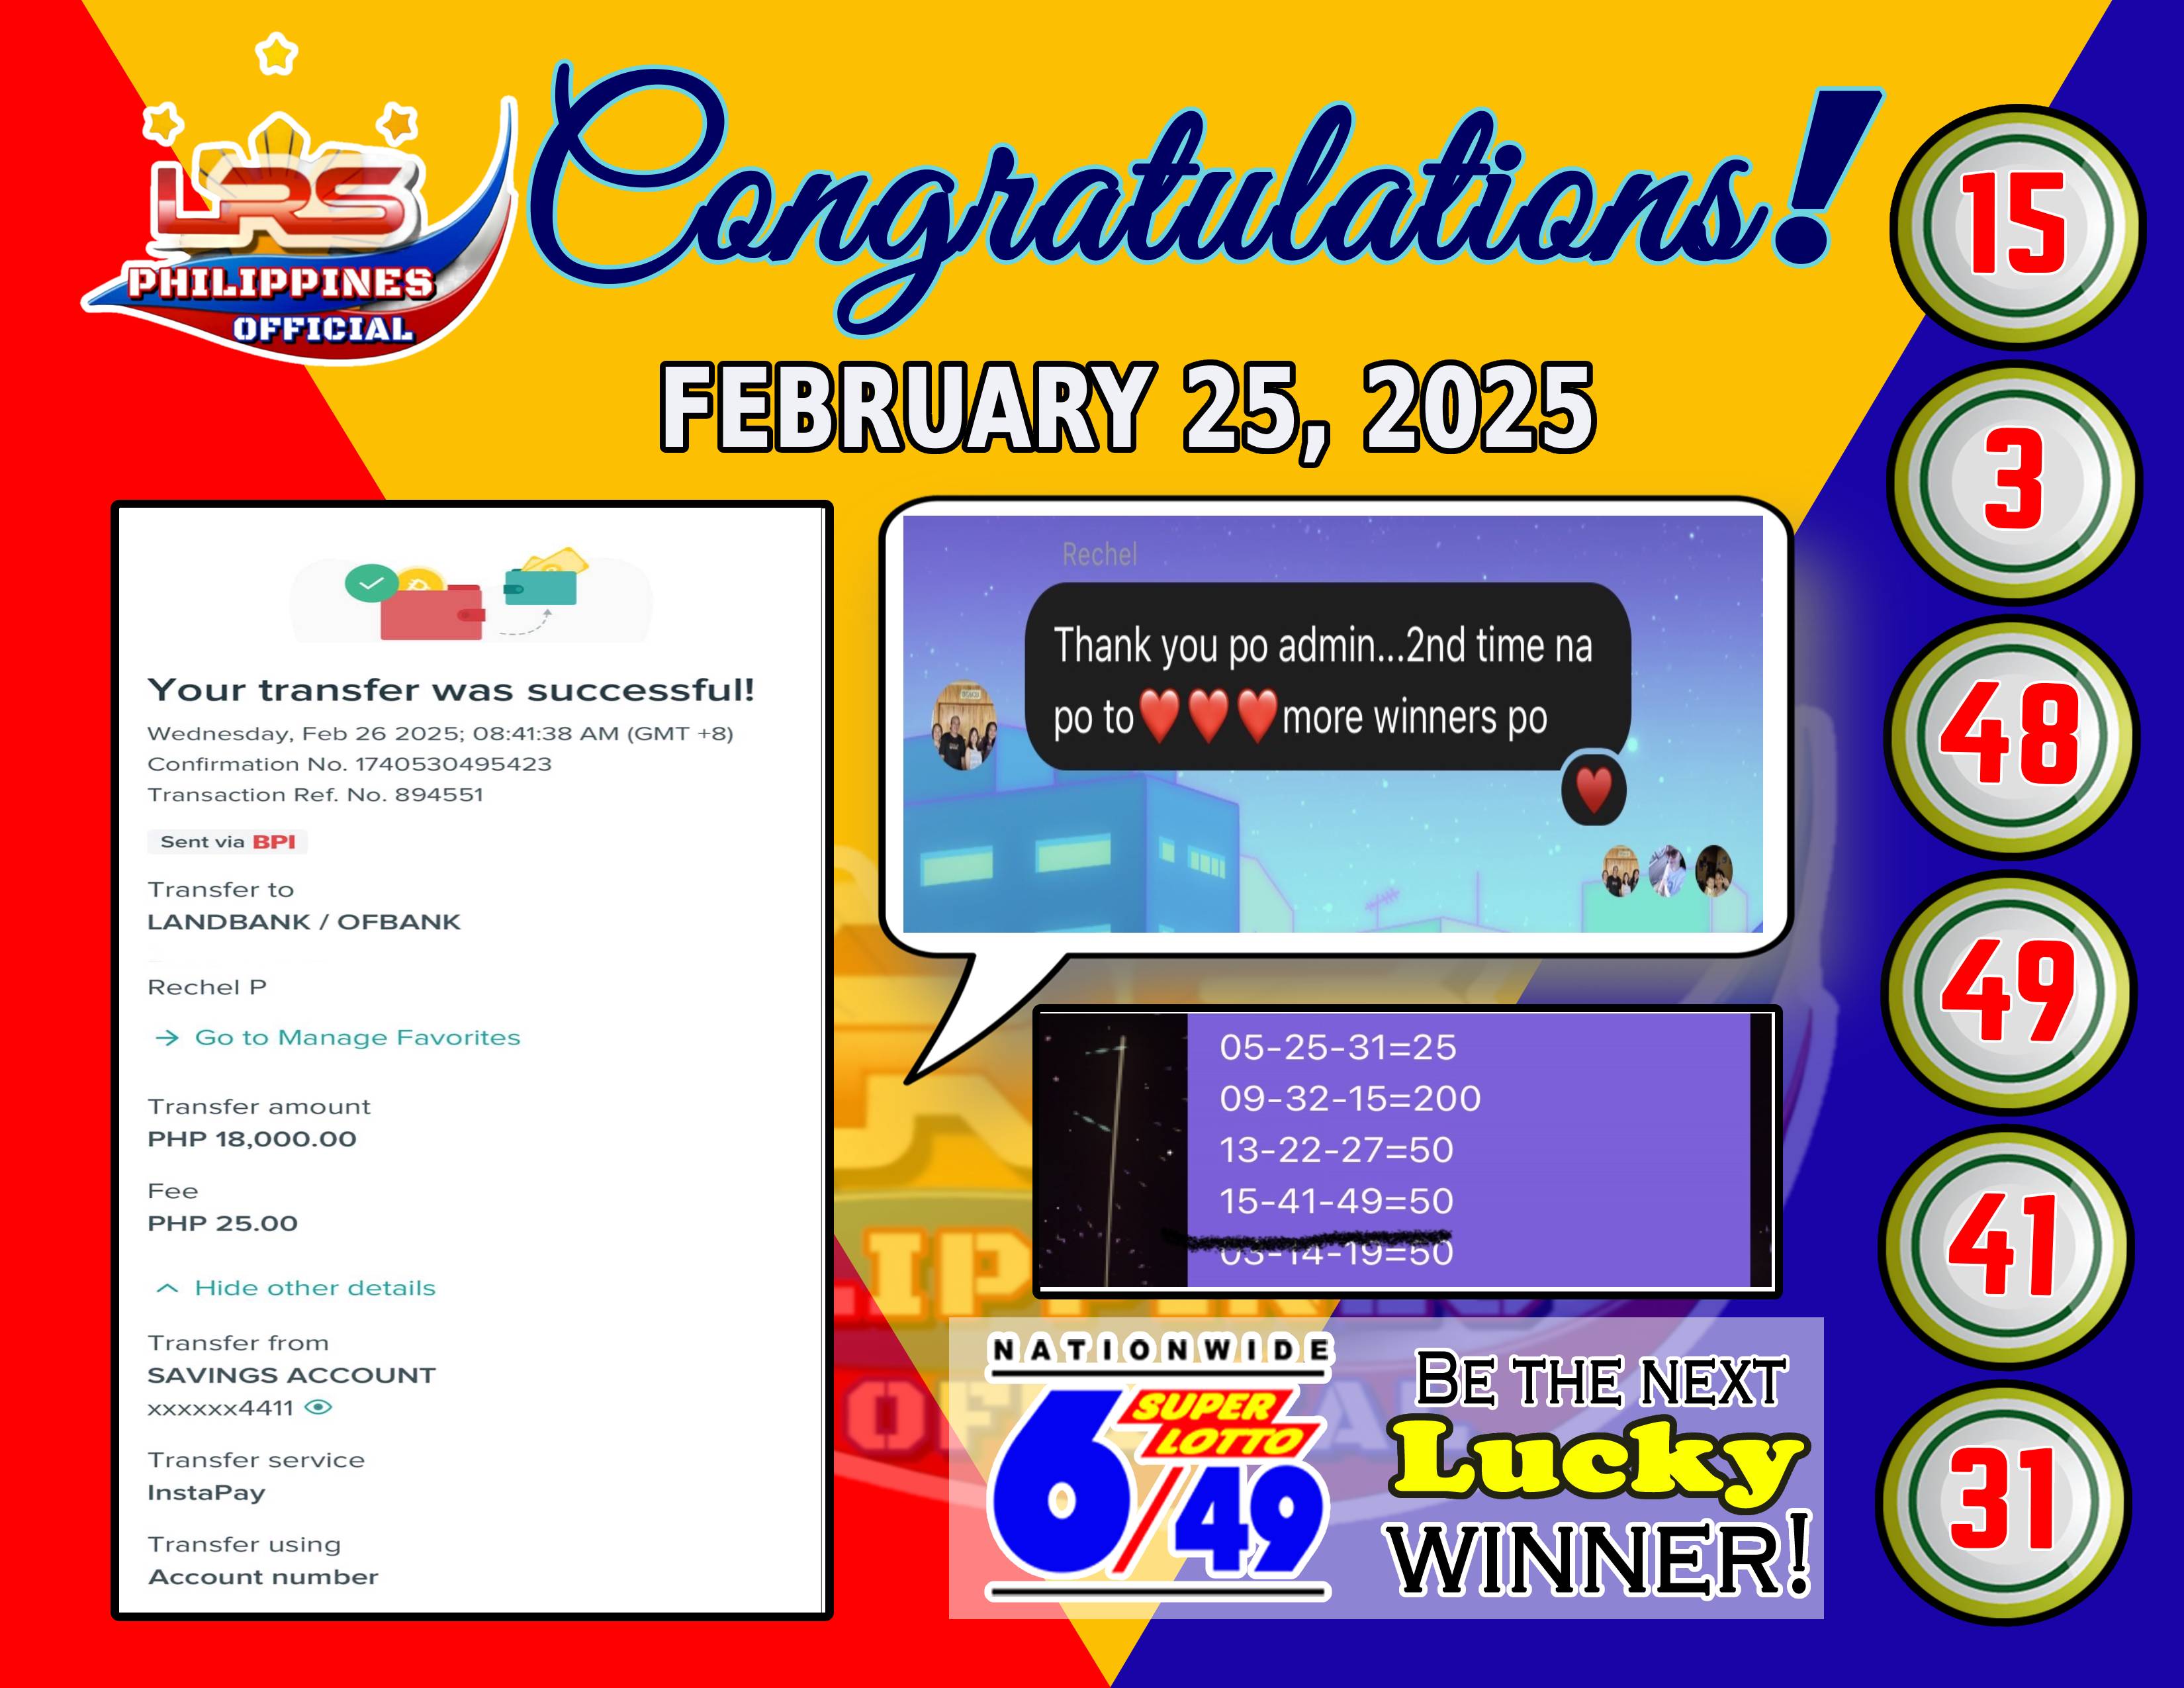 LRS
PHILIPPINES
OFFICIAL
Congratulations!
FEBRUARY 25, 2025
Your transfer was successful!
Wednesday, Feb 26 2025; 08:41:38 AM (GMT +8)
Confirmation No. 1740530495423
Transaction Ref. No. 894551
Sent via BPI
Transfer to
LANDBANK / OFBANK
Rechel P
→ Go to Manage Favorites
Transfer amount
PHP 18,000.00
Fee
PHP 25.00
Hide other details
Transfer from
SAVINGS ACCOUNT
xxxxxx4411
Transfer service
InstaPay
Transfer using
Account number
Rechel
Thank you po admin...2nd time na
po to❤️❤️❤️more winners po
05-25-31=25
09-32-15=200
13-22-27=50
15-41-49=50
03-14-19=50
NATIONWIDE
SUPER
LOTTO
6/49
BE THE NEXT
Lucky
WINNER!
15
3
48
49
41
31